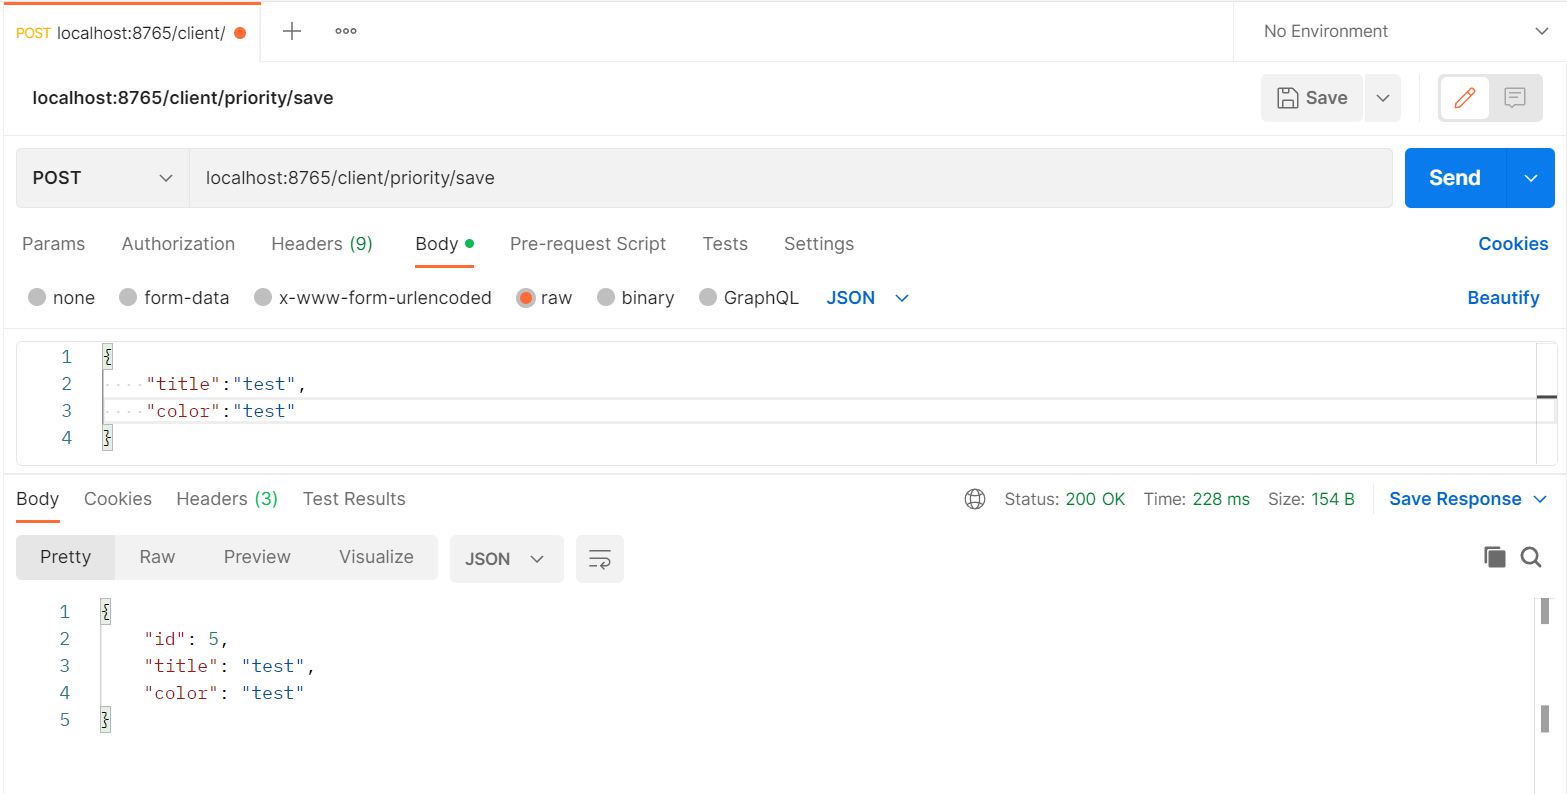 POST localhost:8765/client/
No Environment
localhost:8765/client/priority/save
Save
POST
localhost:8765/client/priority/save
Send
Params Authorization Headers (9) Body Pre-request Script Tests Settings Cookies
none form-data x-www-form-urlencoded raw binary GraphQL JSON Beautify
1 {
2 "title":"test",
3 "color":"test"
4 }
Body Cookies Headers (3) Test Results Status: 200 OK Time: 228 ms Size: 154 B Save Response
Pretty Raw Preview Visualize JSON
1 {
2 "id": 5,
3 "title": "test",
4 "color": "test"
5 }